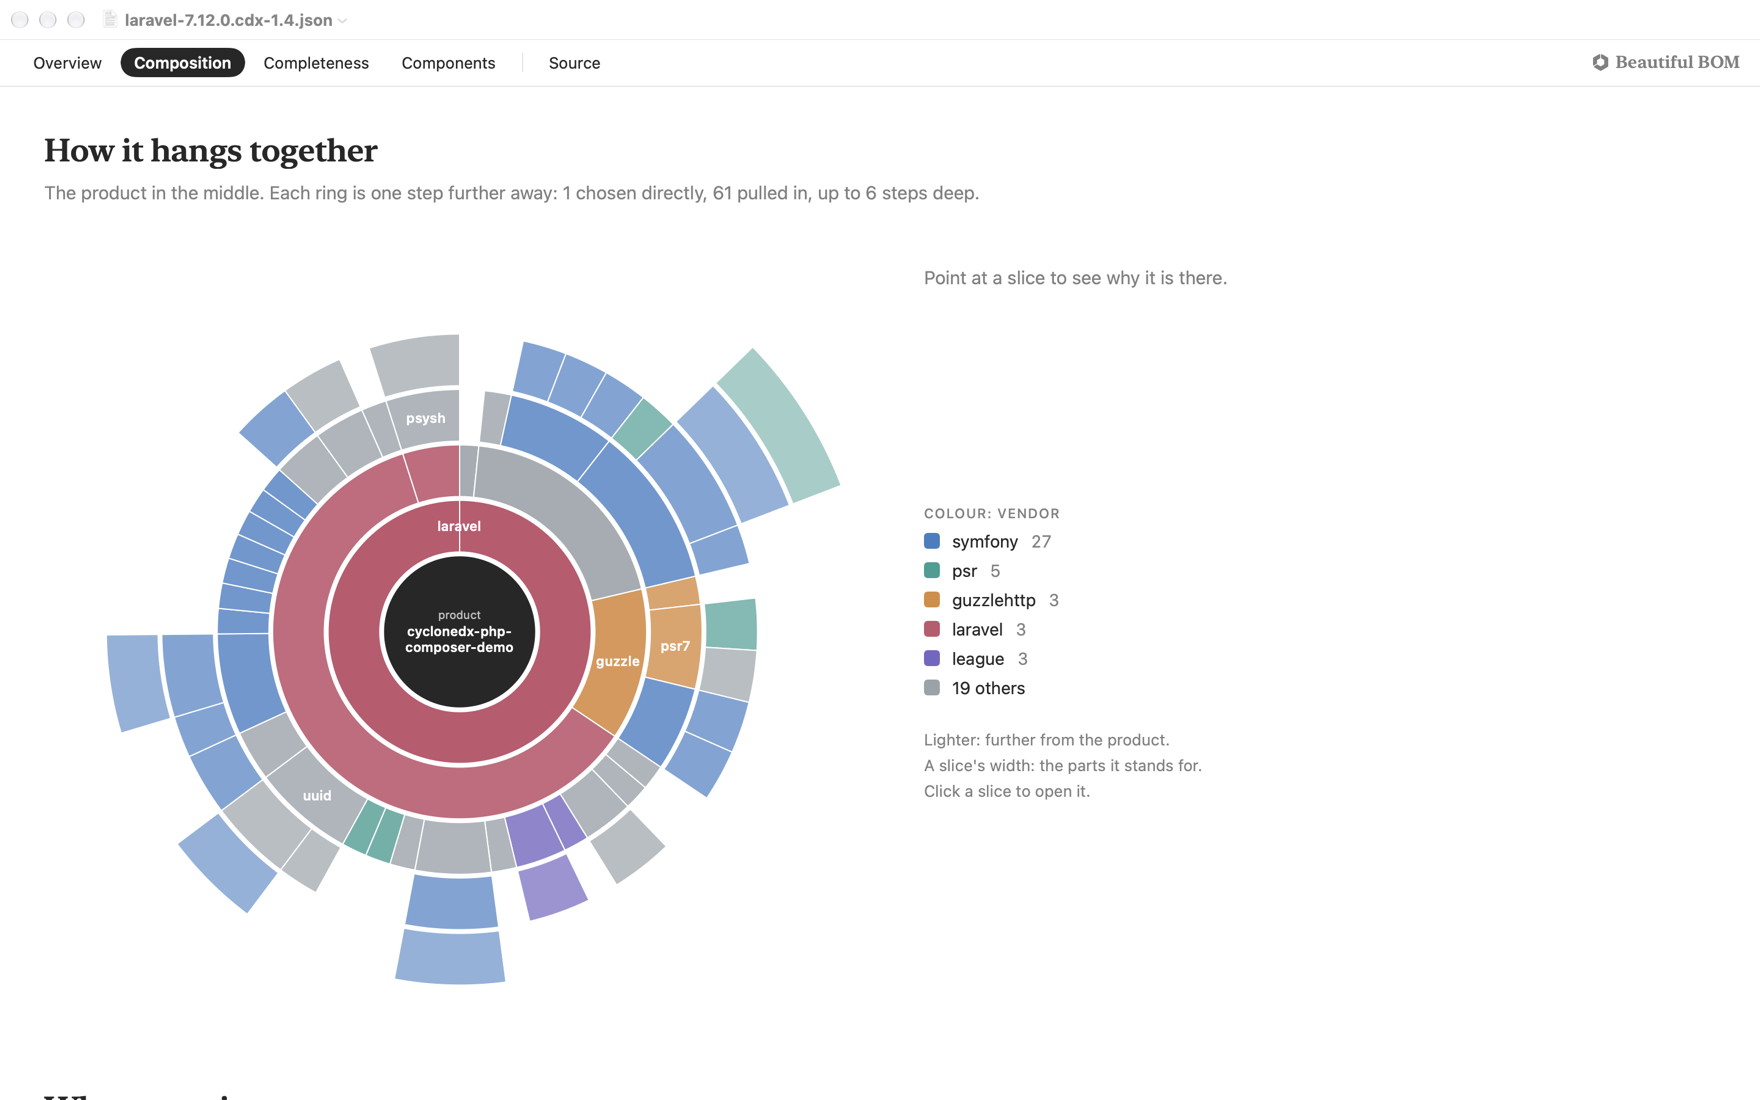 laravel-7.12.0.cdx-1.4.json
Overview
Composition
Completeness
Components
Source
Beautiful BOM
How it hangs together
The product in the middle. Each ring is one step further away: 1 chosen directly, 61 pulled in, up to 6 steps deep.
Point at a slice to see why it is there.
psysh
laravel
product
cyclonedx-php-
composer-demo
guzzle
psr7
uuid
COLOUR: VENDOR
symfony 27
psr 5
guzzlehttp 3
laravel 3
league 3
19 others
Lighter: further from the product.
A slice's width: the parts it stands for.
Click a slice to open it.